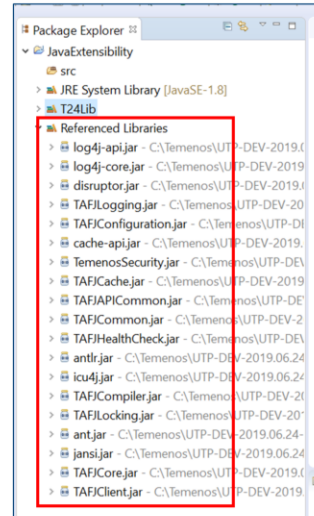 Package Explorer
JavaExtensibility
src
JRE System Library [JavaSE-1.8]
T24Lib
Referenced Libraries
log4j-api.jar - C:\Temenos\UTP-DEV-2019.0
log4j-core.jar - C:\Temenos\UTP-DEV-2019
disruptor.jar - C:\Temenos\UTP-DEV-2019.0
TAFJLogging.jar - C:\Temenos\UTP-DEV-20
TAFJConfiguration.jar - C:\Temenos\UTP-DE
cache-api.jar - C:\Temenos\UTP-DEV-2019.
TemenosSecurity.jar - C:\Temenos\UTP-DEV
TAFJCache.jar - C:\Temenos\UTP-DEV-2019
TAFJAPICommon.jar - C:\Temenos\UTP-DE
TAFJCommon.jar - C:\Temenos\UTP-DEV-2
TAFJHealthCheck.jar - C:\Temenos\UTP-DEV
antlr.jar - C:\Temenos\UTP-DEV-2019.06.24
icu4j.jar - C:\Temenos\UTP-DEV-2019.06.24
TAFJCompiler.jar - C:\Temenos\UTP-DEV-20
TAFJLocking.jar - C:\Temenos\UTP-DEV-201
ant.jar - C:\Temenos\UTP-DEV-2019.06.24-
jansi.jar - C:\Temenos\UTP-DEV-2019.06.24
TAFJCore.jar - C:\Temenos\UTP-DEV-2019.0
TAFJClient.jar - C:\Temenos\UTP-DEV-2019.